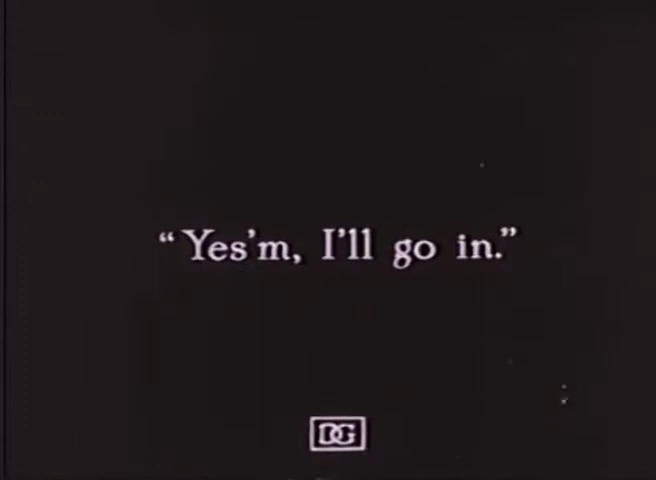 “Yes’m, I’ll go in.”
DG